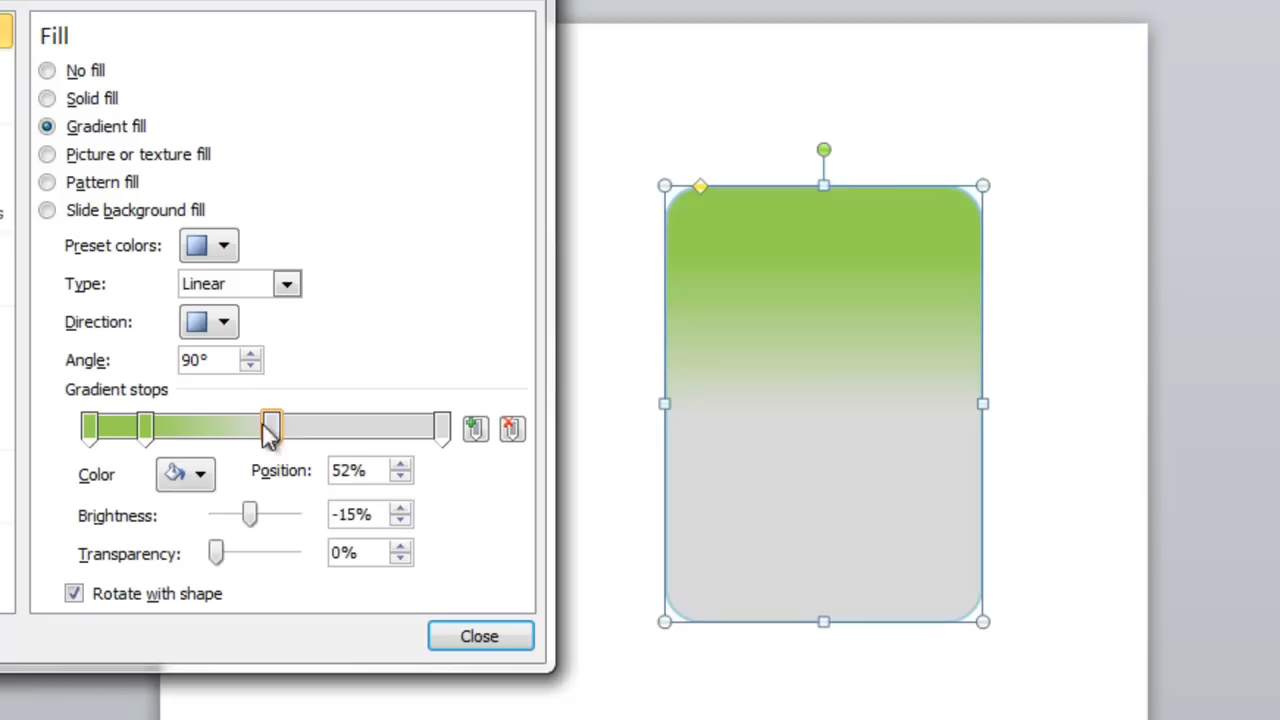 Fill
No fill
Solid fill
Gradient fill
Picture or texture fill
Pattern fill
Slide background fill
Preset colors:
Type: Linear
Direction:
Angle: 90°
Gradient stops
Color Position: 52%
Brightness: -15%
Transparency: 0%
Rotate with shape
Close